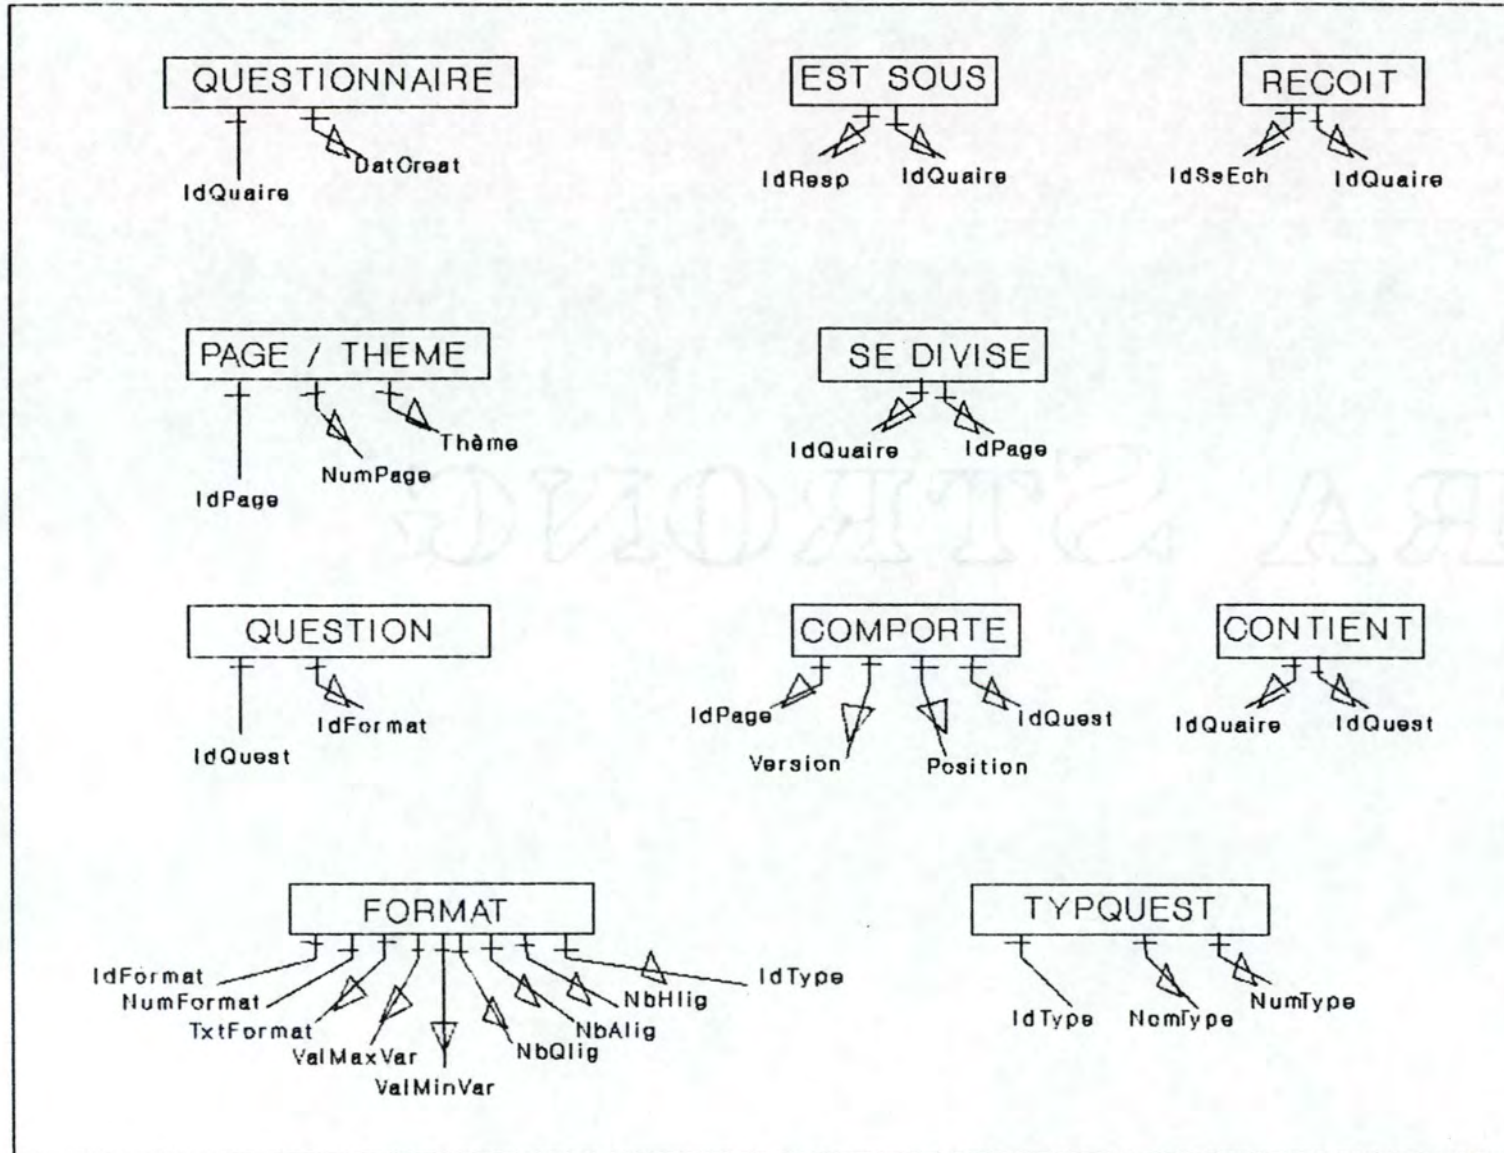 QUESTIONNAIRE
EST SOUS
RECOIT
DatCreat
IdQuaire
IdResp
IdQuaire
IdSsEch
IdQuaire
PAGE / THEME
SE DIVISE
Thème
NumPage
IdPage
IdQuaire
IdPage
QUESTION
COMPORTE
CONTIENT
IdFormat
IdQuest
IdPage
IdQuest
Version
Position
IdQuaire
IdQuest
FORMAT
TYPQUEST
IdFormat
NumFormat
TxtFormat
ValMaxVar
ValMinVar
NbQlig
NbAlig
NbHlig
IdType
IdType
NomType
NumType
RA STRONG